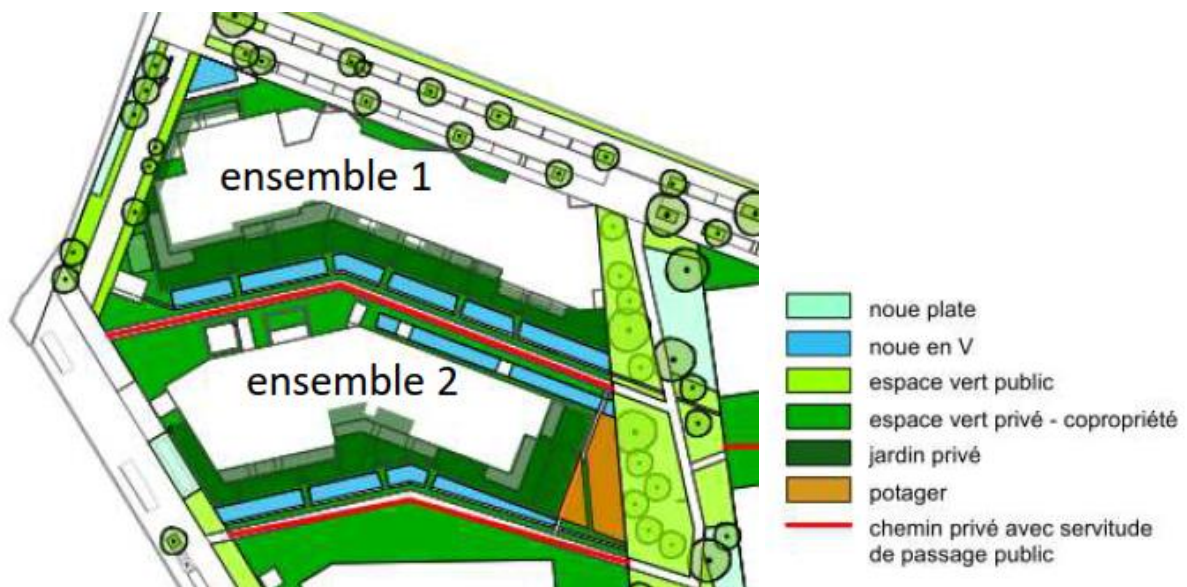 ensemble 1
ensemble 2
noue plate
noue en V
espace vert public
espace vert privé - copropriété
jardin privé
potager
chemin privé avec servitude
de passage public